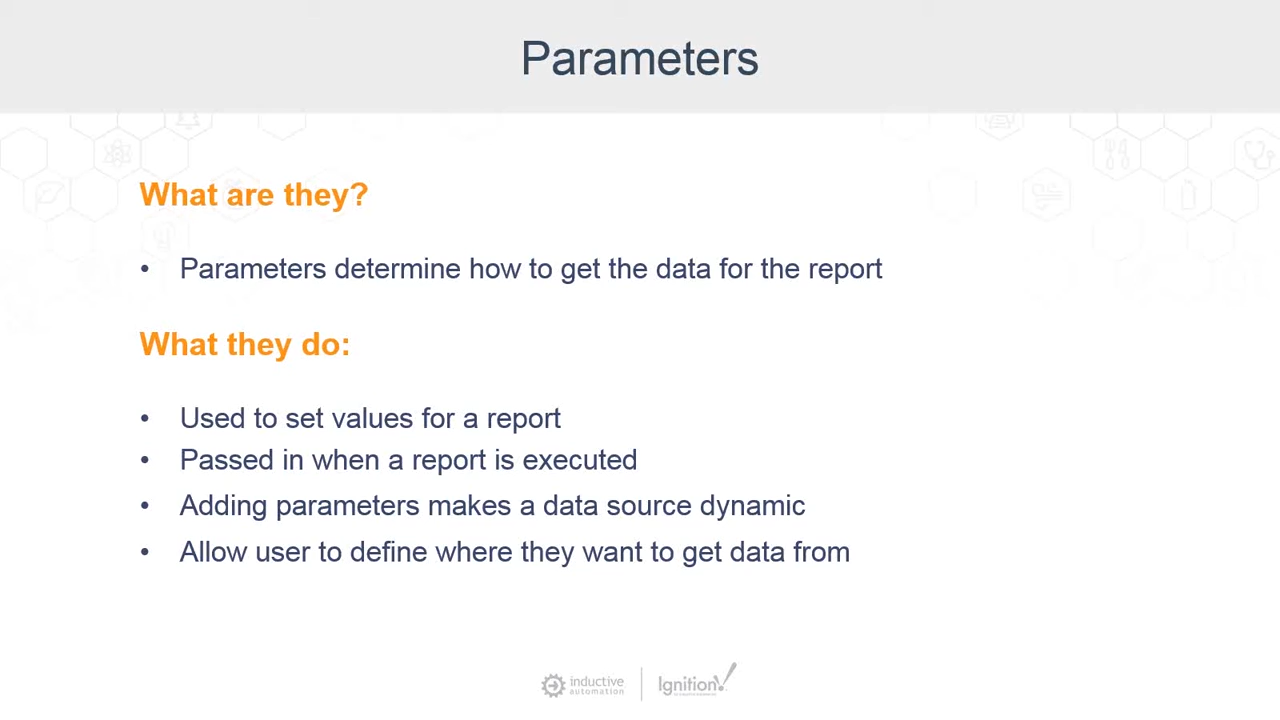 Parameters
What are they?
• Parameters determine how to get the data for the report
What they do:
• Used to set values for a report
• Passed in when a report is executed
• Adding parameters makes a data source dynamic
• Allow user to define where they want to get data from
inductive
automation
Ignition!